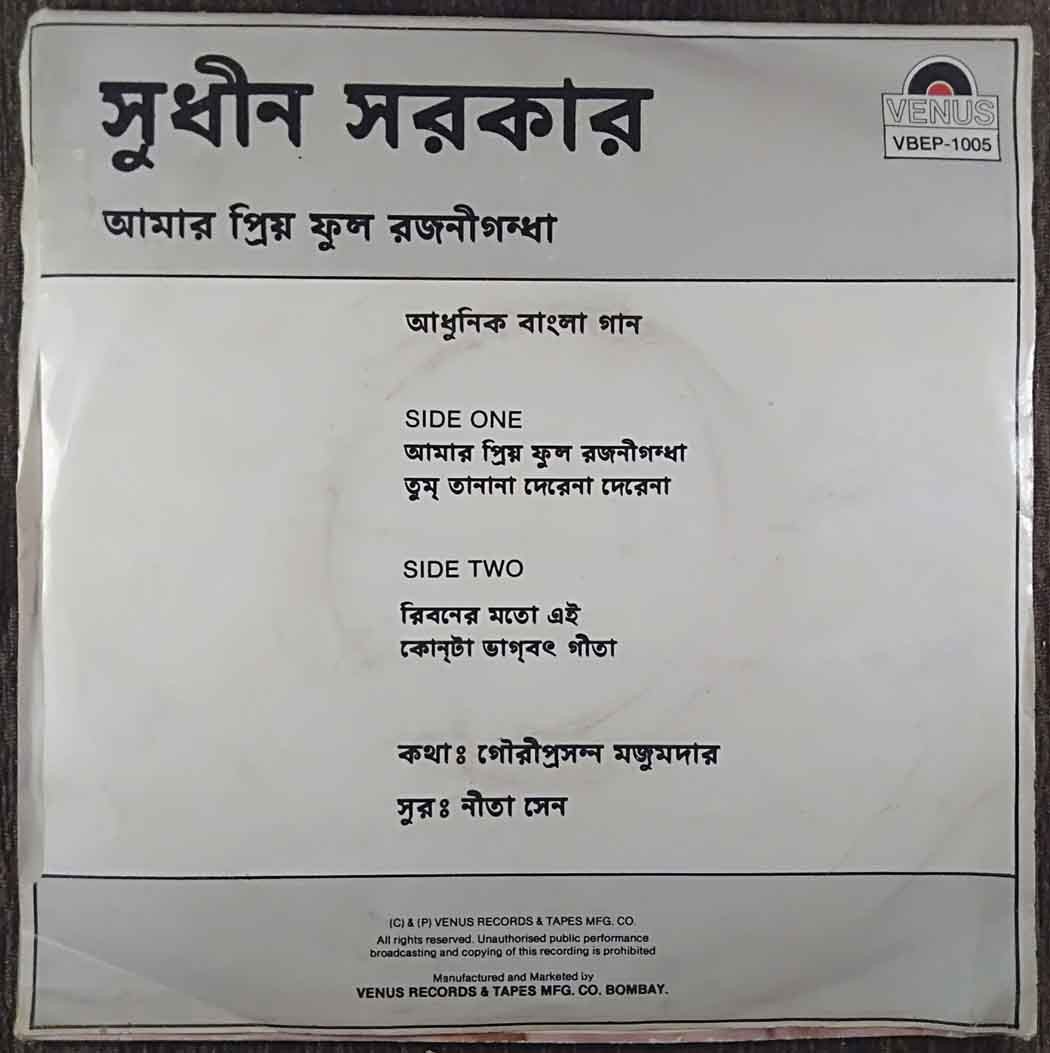 সুধীন সরকার
VENUS
VBEP-1005
আমার প্রিয় ফুল রজনীগন্ধা
আধুনিক বাংলা গান
SIDE ONE
আমার প্রিয় ফুল রজনীগন্ধা
তুম্ তানানা দেরেনা দেরেনা
SIDE TWO
রিবনের মতো এই
কোন্‌টা ভাগ্‌বৎ গীতা
কথাঃ গৌরীপ্রসন্ন মজুমদার
সুরঃ নীতা সেন
(C) & (P) VENUS RECORDS & TAPES MFG. CO.
All rights reserved. Unauthorised public performance
broadcasting and copying of this recording is prohibited
Manufactured and Marketed by
VENUS RECORDS & TAPES MFG. CO. BOMBAY.